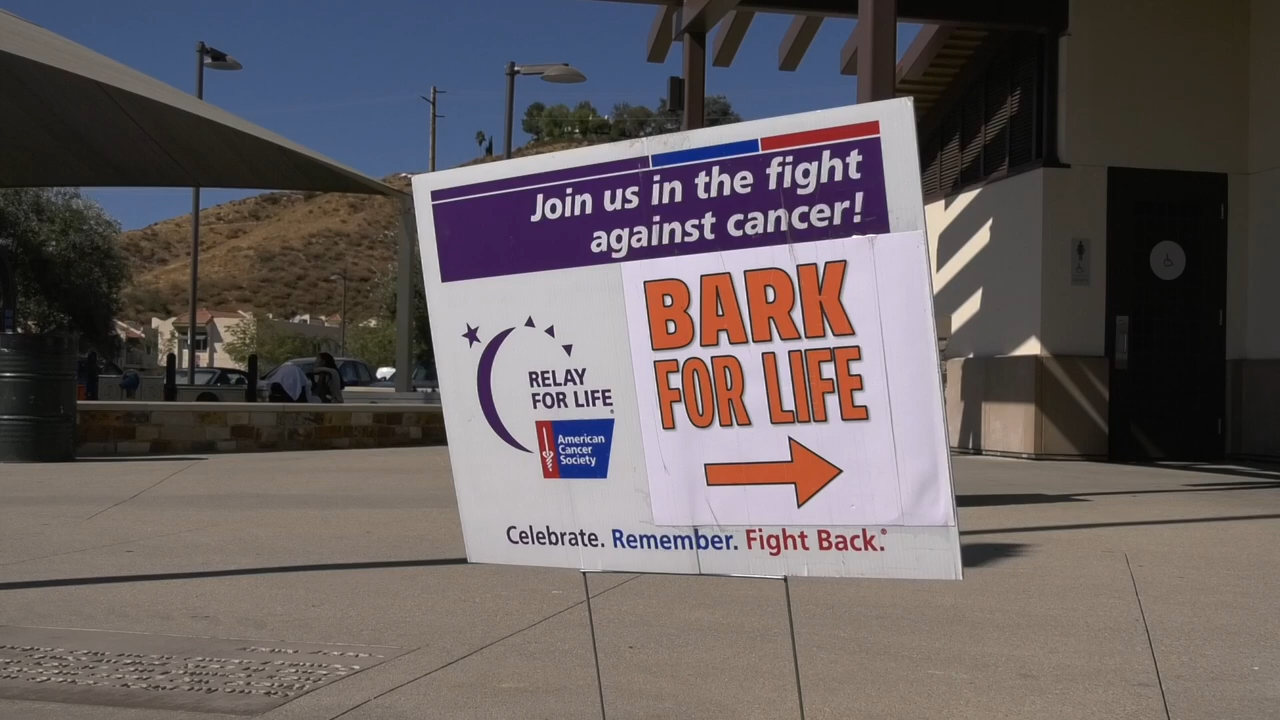 Join us in the fight
against cancer!
BARK
FOR LIFE
RELAY
FOR LIFE®
American
Cancer
Society
Celebrate. Remember. Fight Back.®